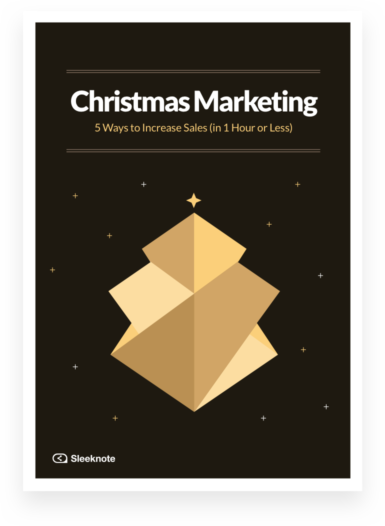 Christmas Marketing
5 Ways to Increase Sales (in 1 Hour or Less)
Sleeknote